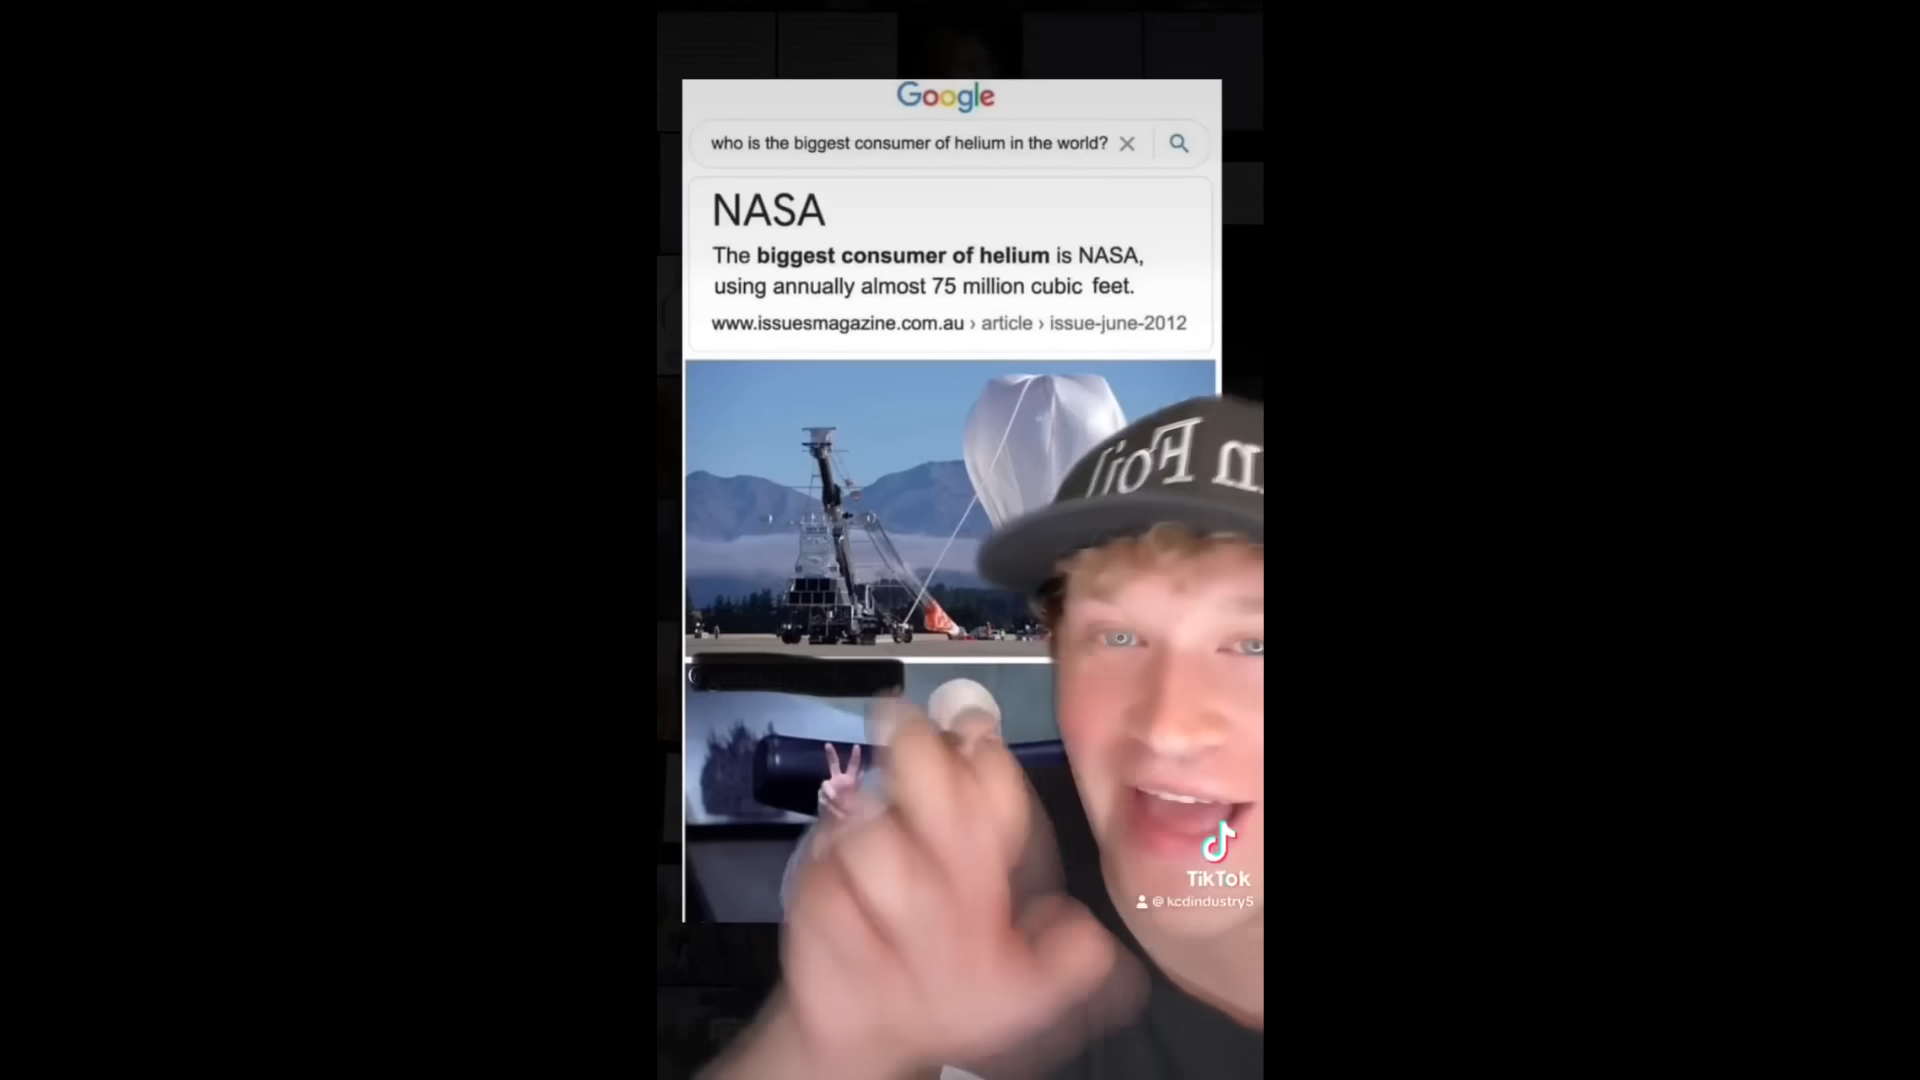 Google
who is the biggest consumer of helium in the world?
NASA
The biggest consumer of helium is NASA,
using annually almost 75 million cubic feet.
www.issuesmagazine.com.au › article › issue-june-2012
n Foil
TikTok
@kcdindustry5